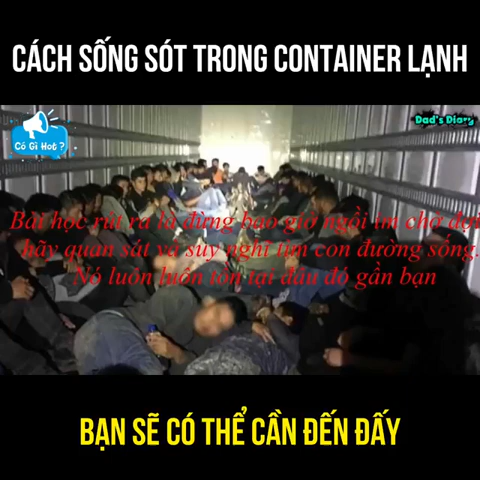 CÁCH SỐNG SÓT TRONG CONTAINER LẠNH
Dad's Diary
Có Gì Hot ?
Bài học rút ra là đừng bao giờ ngồi im chờ đợi
hãy quan sát và suy nghĩ tìm con đường sống.
Nó luôn luôn tồn tại đâu đó gần bạn
BẠN SẼ CÓ THỂ CẦN ĐẾN ĐẤY